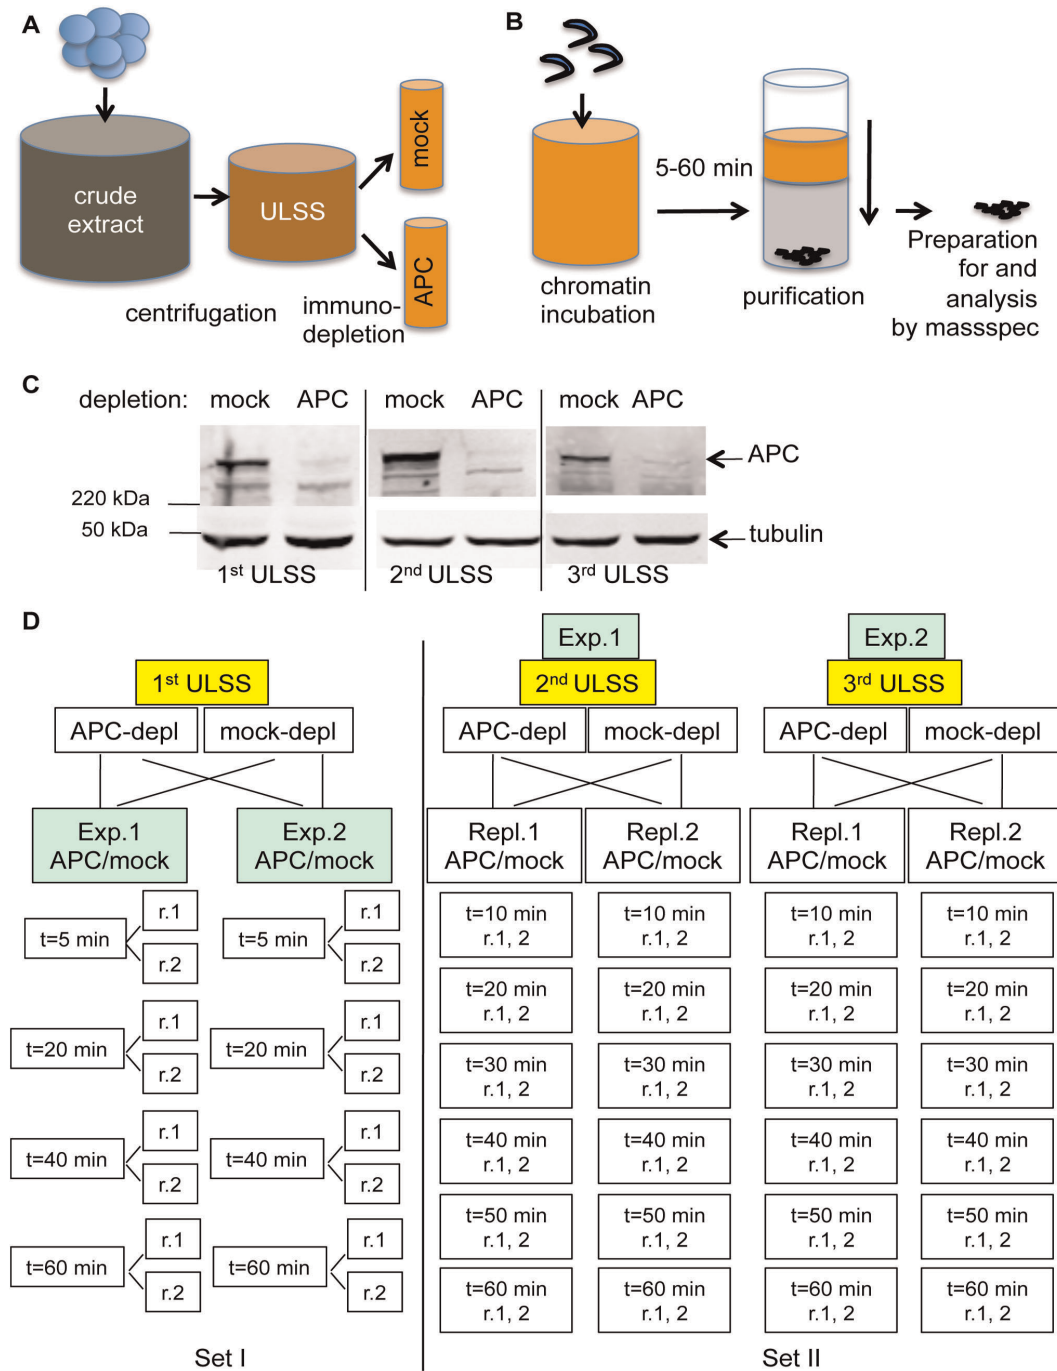 A
crude
extract
centrifugation
ULSS
immuno-
depletion
mock
APC
B
chromatin
incubation
5-60 min
purification
Preparation
for and
analysis
by massspec
C
depletion: mock APC mock APC mock APC
APC
220 kDa
50 kDa
tubulin
1st ULSS 2nd ULSS 3rd ULSS
D
1st ULSS
APC-depl mock-depl
Exp.1
APC/mock
Exp.2
APC/mock
t=5 min r.1 r.2 t=5 min r.1 r.2
t=20 min r.1 r.2 t=20 min r.1 r.2
t=40 min r.1 r.2 t=40 min r.1 r.2
t=60 min r.1 r.2 t=60 min r.1 r.2
Set I
Exp.1 Exp.2
2nd ULSS 3rd ULSS
APC-depl mock-depl APC-depl mock-depl
Repl.1 Repl.2 Repl.1 Repl.2
APC/mock APC/mock APC/mock APC/mock
t=10 min t=10 min t=10 min t=10 min
r.1, 2 r.1, 2 r.1, 2 r.1, 2
t=20 min t=20 min t=20 min t=20 min
r.1, 2 r.1, 2 r.1, 2 r.1, 2
t=30 min t=30 min t=30 min t=30 min
r.1, 2 r.1, 2 r.1, 2 r.1, 2
t=40 min t=40 min t=40 min t=40 min
r.1, 2 r.1, 2 r.1, 2 r.1, 2
t=50 min t=50 min t=50 min t=50 min
r.1, 2 r.1, 2 r.1, 2 r.1, 2
t=60 min t=60 min t=60 min t=60 min
r.1, 2 r.1, 2 r.1, 2 r.1, 2
Set II